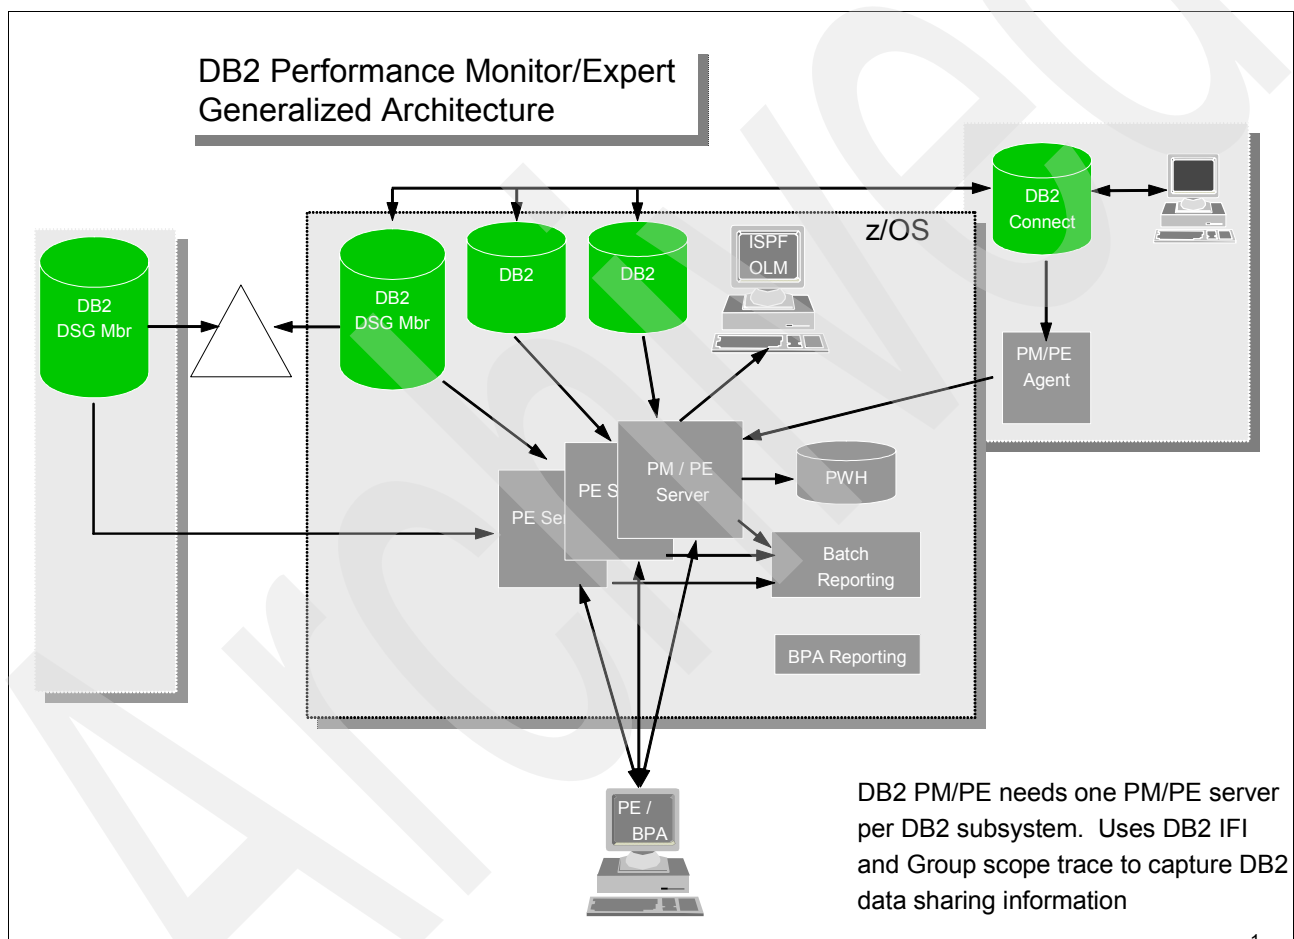 DB2 Performance Monitor/Expert
Generalized Architecture
DB2
Connect
z/OS
ISPF
OLM
DB2
DSG Mbr
DB2
DSG Mbr
DB2
DB2
PM/PE
Agent
PM / PE
Server
PE S
PE Ser
PWH
Batch
Reporting
BPA Reporting
PE /
BPA
DB2 PM/PE needs one PM/PE server
per DB2 subsystem. Uses DB2 IFI
and Group scope trace to capture DB2
data sharing information
Archived